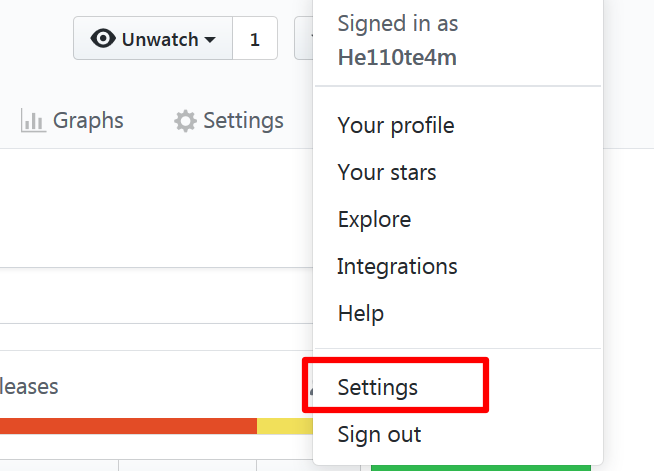 Unwatch 1
Graphs
Settings
leases
Signed in as
He110te4m
Your profile
Your stars
Explore
Integrations
Help
Settings
Sign out